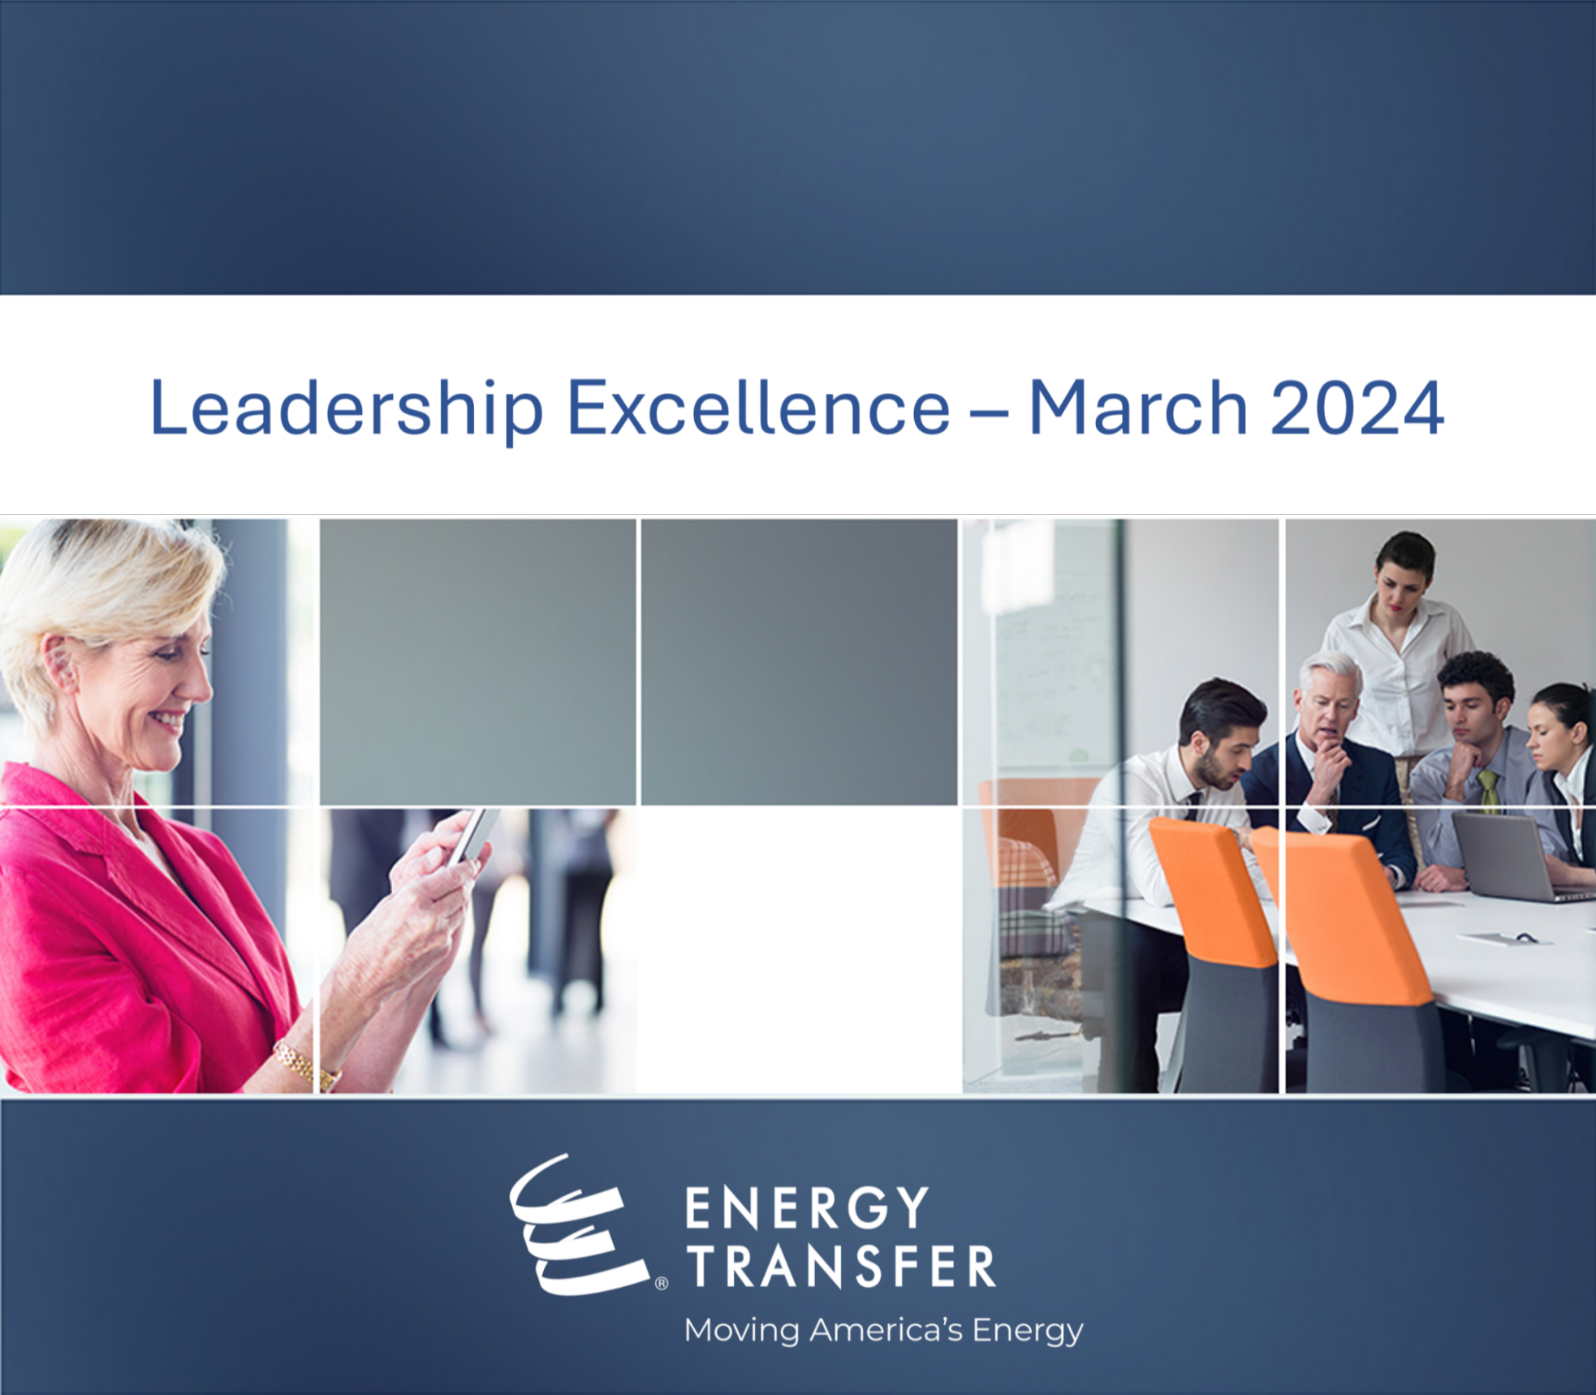 Leadership Excellence – March 2024
ENERGY
TRANSFER
®
Moving America's Energy